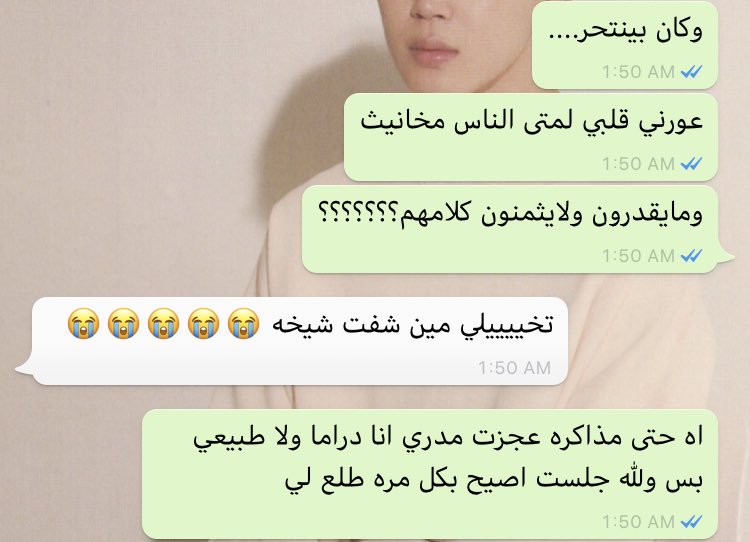 وكان بينتحر....
1:50 AM
عورني قلبي لمتى الناس مخانيث
1:50 AM
ومايقدرون ولايثمنون كلامهم؟؟؟؟؟؟؟
1:50 AM
تخيييييلي مين شفت شيخه 😭😭😭😭😭
1:50 AM
اه حتى مذاكره عجزت مدري انا دراما ولا طبيعي
بس والله جلست اصيح بكل مره طلع لي
1:50 AM